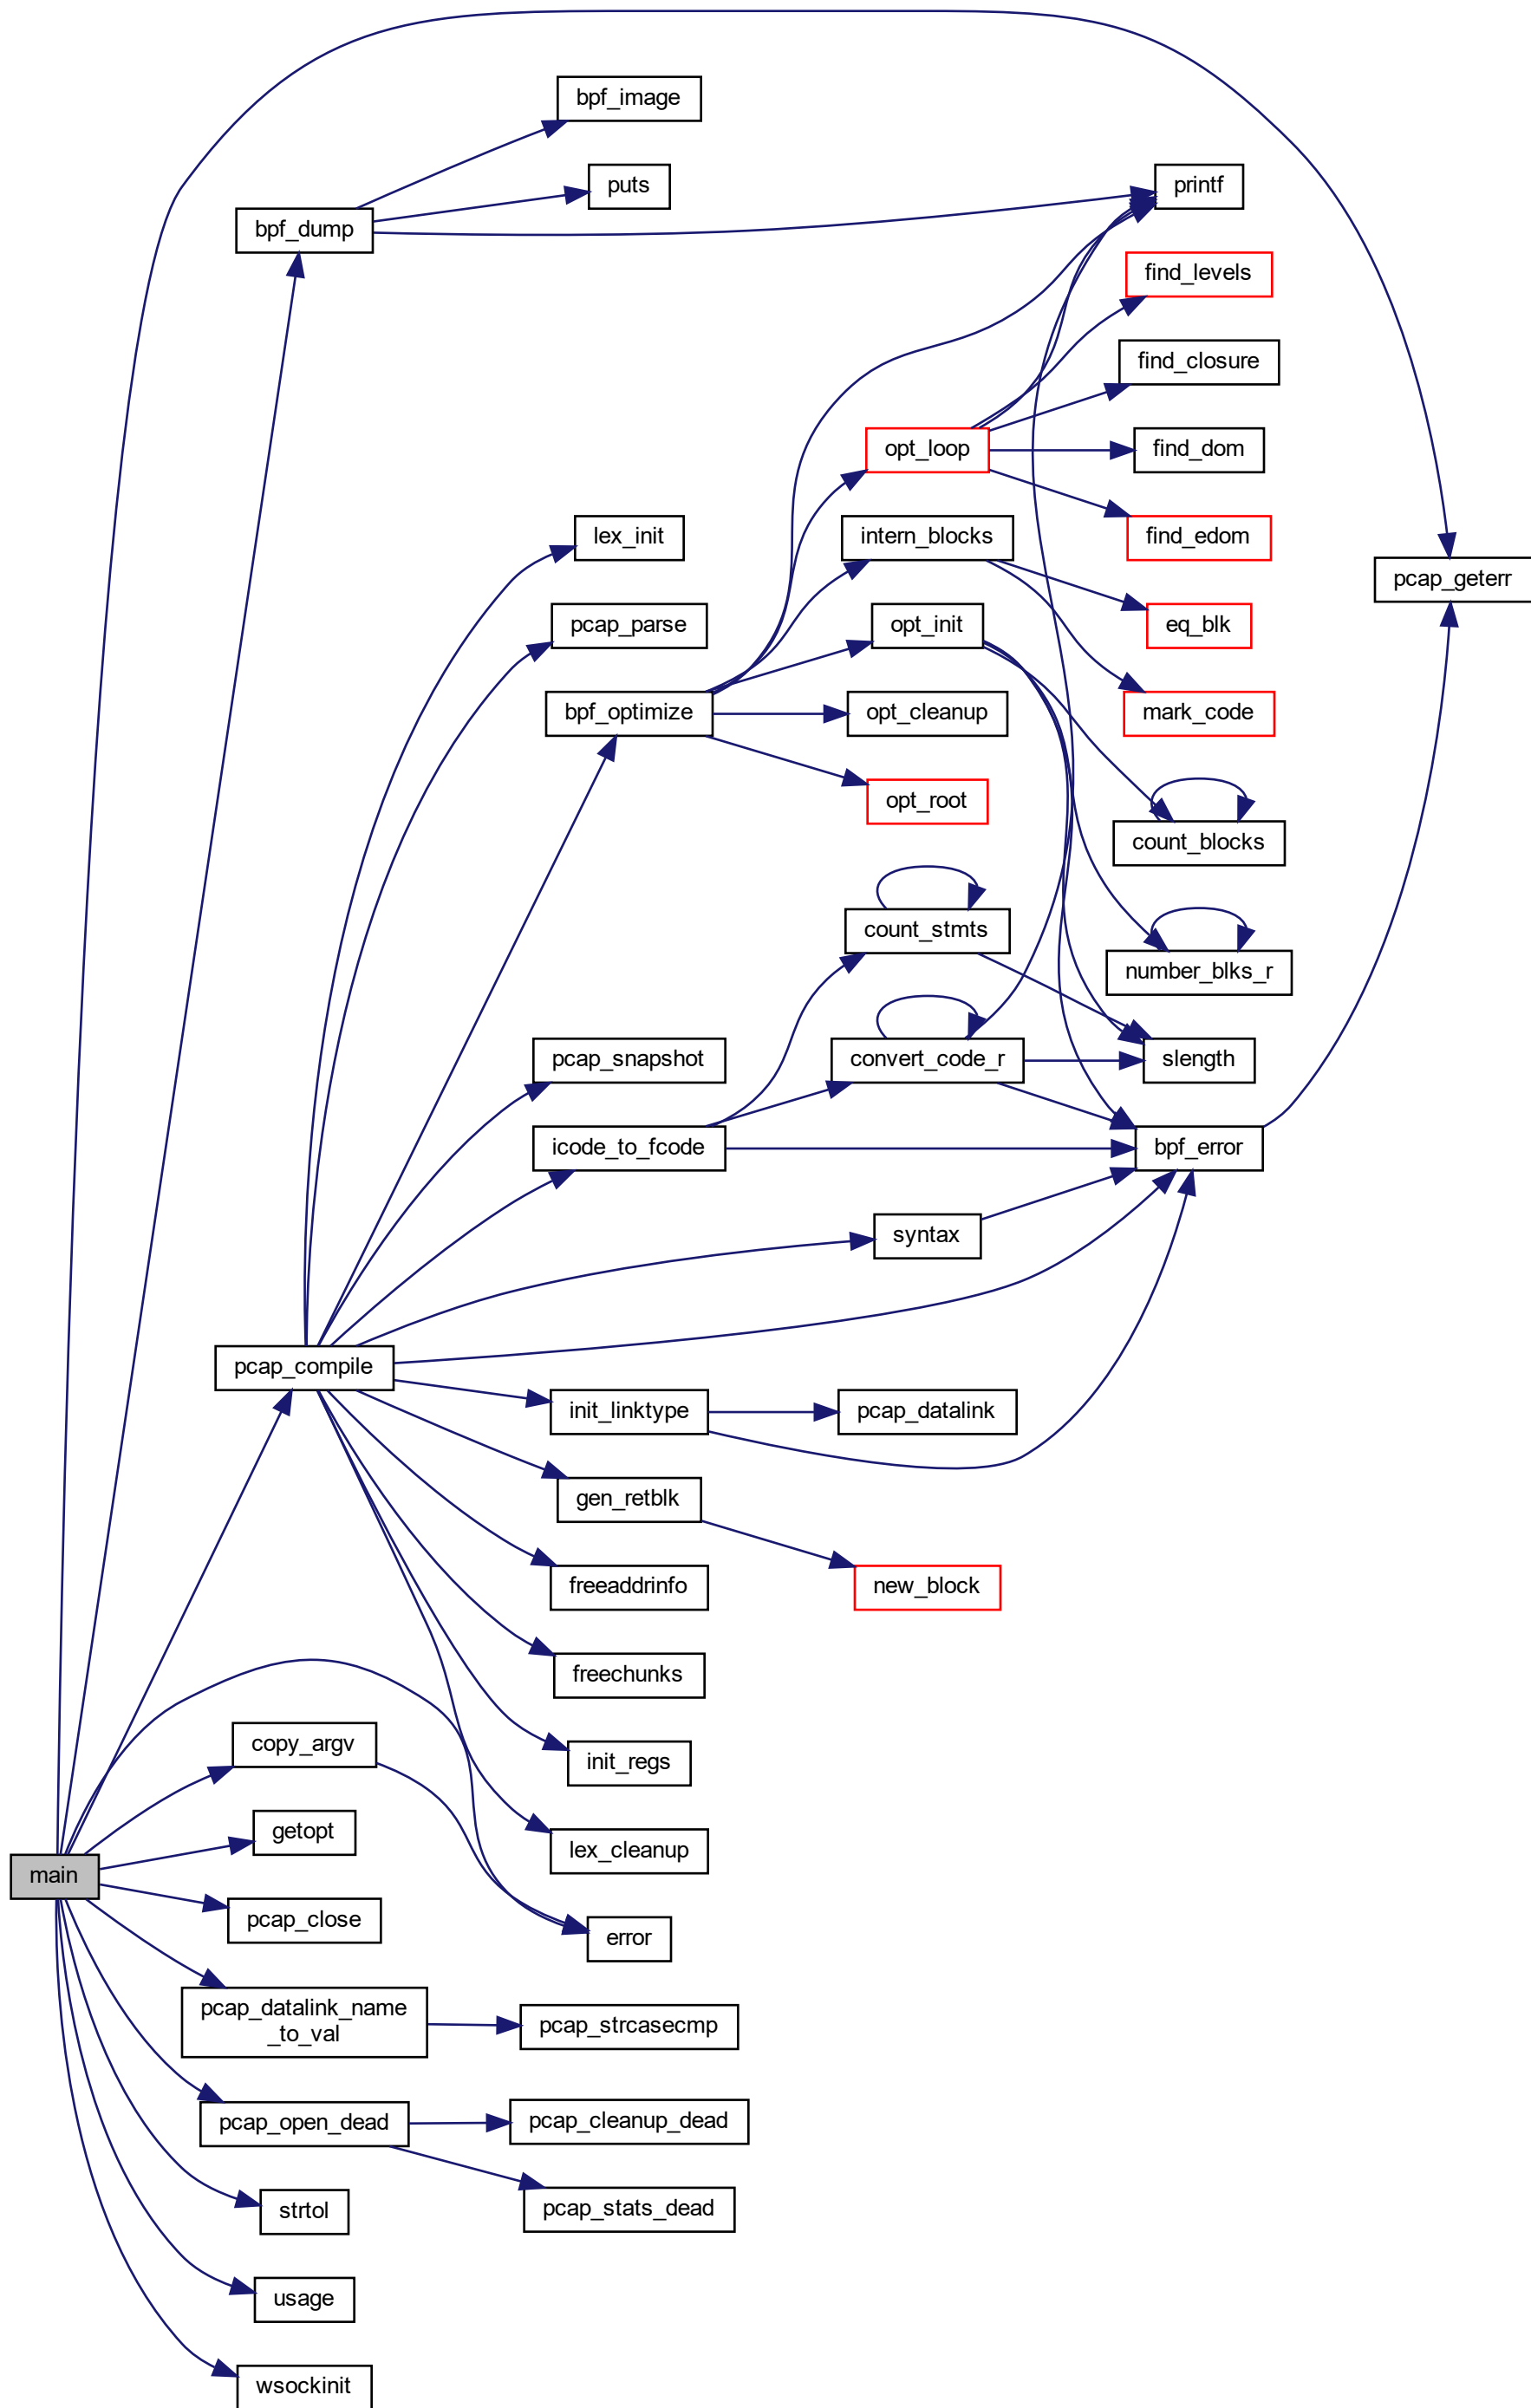 bpf_image
puts
printf
bpf_dump
find_levels
find_closure
opt_loop
find_dom
lex_init
intern_blocks
find_edom
pcap_geterr
pcap_parse
opt_init
eq_blk
bpf_optimize
opt_cleanup
mark_code
opt_root
count_blocks
count_stmts
number_blks_r
pcap_snapshot
convert_code_r
slength
icode_to_fcode
bpf_error
syntax
pcap_compile
init_linktype
pcap_datalink
gen_retblk
freeaddrinfo
new_block
freechunks
copy_argv
init_regs
getopt
lex_cleanup
main
pcap_close
error
pcap_datalink_name
_to_val
pcap_strcasecmp
pcap_open_dead
pcap_cleanup_dead
strtol
pcap_stats_dead
usage
wsockinit